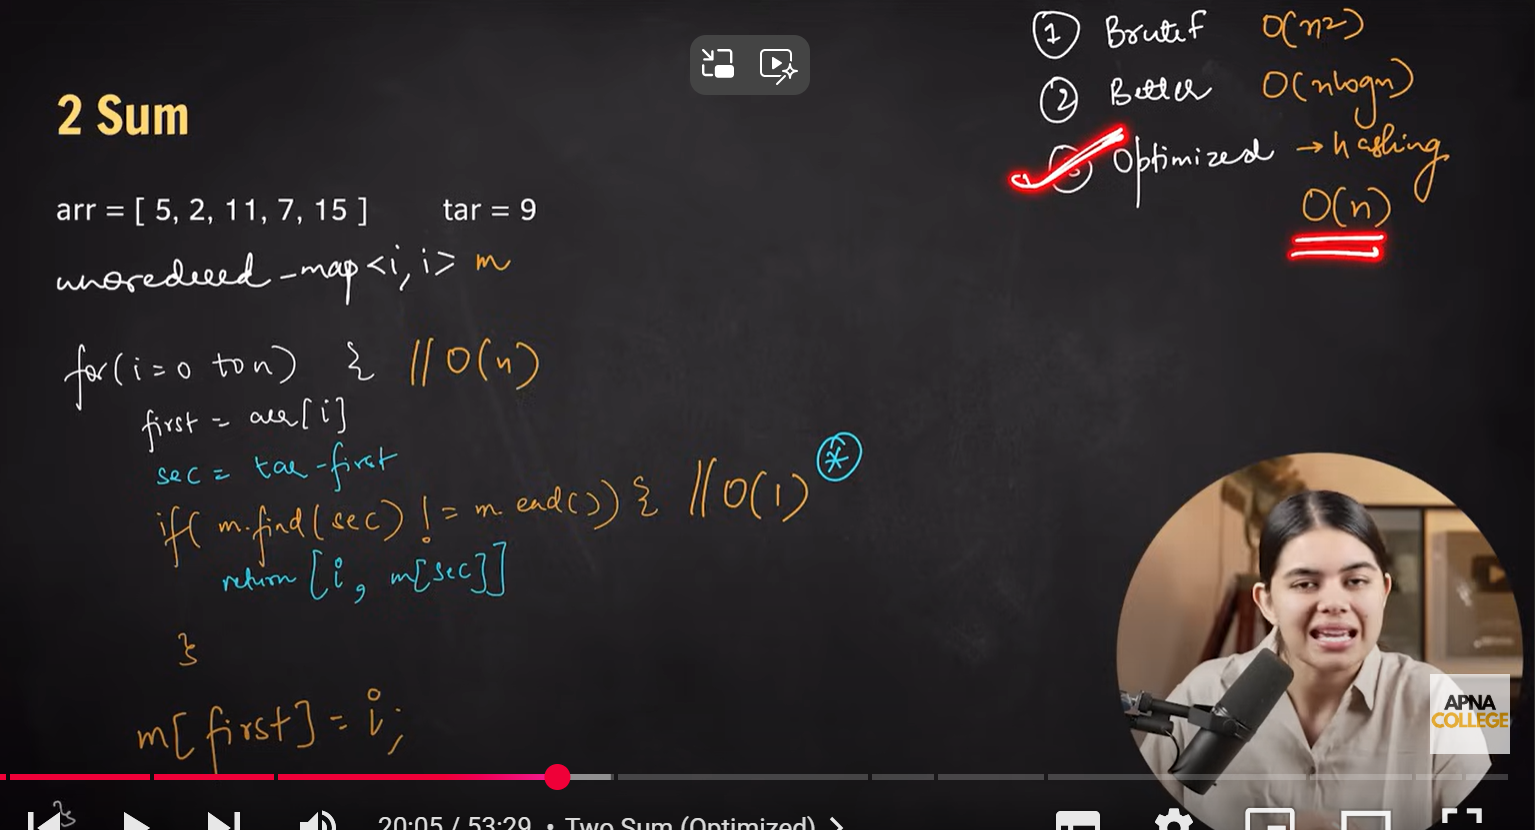 ① Brutef O(n²)
② Better O(nlogn)
③ Optimized → hashing
O(n)
2 Sum
arr = [ 5, 2, 11, 7, 15 ] tar = 9
unordered_map<i, i> m
for(i=0 to n) { // O(n)
first = arr[i]
sec = tar-first
if( m.find(sec) != m.end()) { // O(1) *
return [i, m[sec]]
}
m[first] = i;
}
APNA
COLLEGE
20:05 / 53:29 • Two Sum (Optimized) >